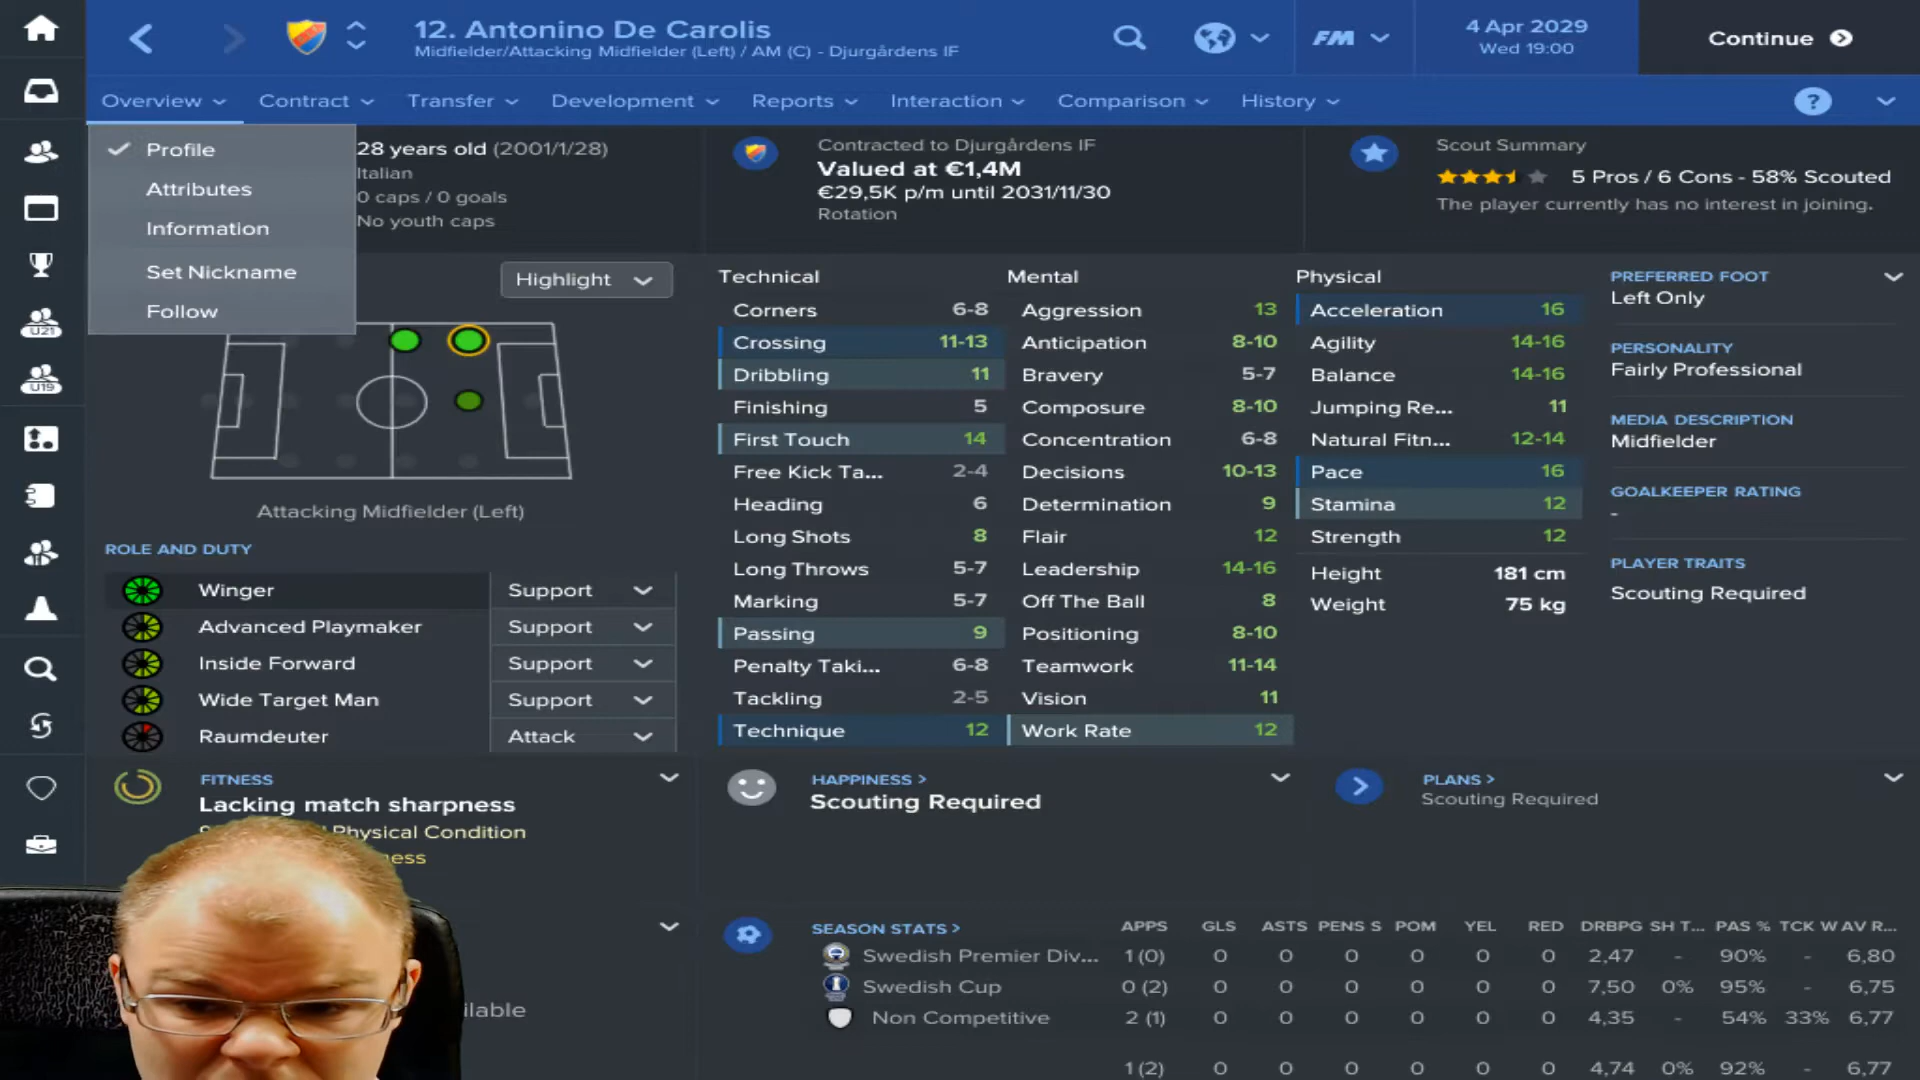 12. Antonino De Carolis
Midfielder/Attacking Midfielder (Left) / AM (C) - Djurgårdens IF
FM
4 Apr 2029
Wed 19:00
Continue
Overview
Contract
Transfer
Development
Reports
Interaction
Comparison
History
?
Profile
Attributes
Information
Set Nickname
Follow
28 years old (2001/1/28)
Italian
0 caps / 0 goals
No youth caps
Contracted to Djurgårdens IF
Valued at €1,4M
€29,5K p/m until 2031/11/30
Rotation
Scout Summary
5 Pros / 6 Cons - 58% Scouted
The player currently has no interest in joining.
U21
U19
Highlight
Attacking Midfielder (Left)
ROLE AND DUTY
Winger Support
Advanced Playmaker Support
Inside Forward Support
Wide Target Man Support
Raumdeuter Attack
Technical
Corners 6-8
Crossing 11-13
Dribbling 11
Finishing 5
First Touch 14
Free Kick Ta... 2-4
Heading 6
Long Shots 8
Long Throws 5-7
Marking 5-7
Passing 9
Penalty Taki... 6-8
Tackling 2-5
Technique 12
Mental
Aggression 13
Anticipation 8-10
Bravery 5-7
Composure 8-10
Concentration 6-8
Decisions 10-13
Determination 9
Flair 12
Leadership 14-16
Off The Ball 8
Positioning 8-10
Teamwork 11-14
Vision 11
Work Rate 12
Physical
Acceleration 16
Agility 14-16
Balance 14-16
Jumping Re... 11
Natural Fitn... 12-14
Pace 16
Stamina 12
Strength 12
Height 181 cm
Weight 75 kg
PREFERRED FOOT
Left Only
PERSONALITY
Fairly Professional
MEDIA DESCRIPTION
Midfielder
GOALKEEPER RATING
-
PLAYER TRAITS
Scouting Required
FITNESS
Lacking match sharpness
Physical Condition
ness
ilable
HAPPINESS >
Scouting Required
PLANS >
Scouting Required
SEASON STATS > APPS GLS ASTS PENS S POM YEL RED DRBPG SH T... PAS % TCK W AV R...
Swedish Premier Div... 1 (0) 0 0 0 0 0 0 2,47 - 90% - 6,80
Swedish Cup 0 (2) 0 0 0 0 0 0 7,50 0% 95% - 6,75
Non Competitive 2 (1) 0 0 0 0 0 0 4,35 - 54% 33% 6,77
1 (2) 0 0 0 0 0 0 4,74 0% 92% - 6,77